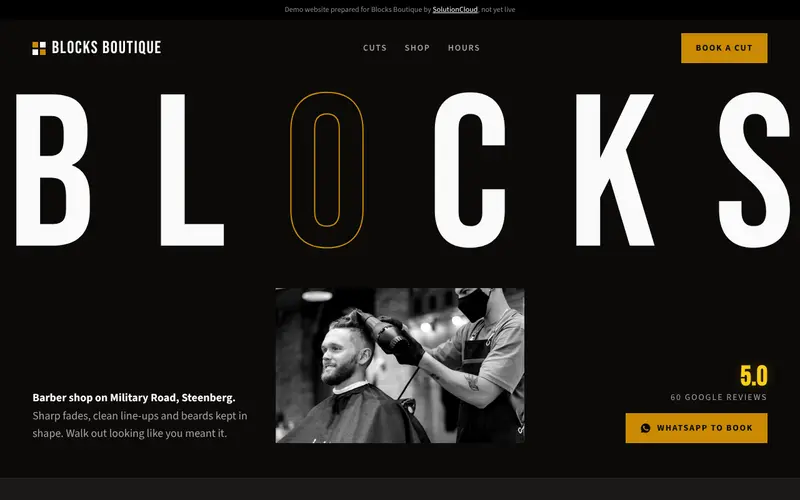 Demo website prepared for Blocks Boutique by SolutionCloud, not yet live
BLOCKS BOUTIQUE
CUTS SHOP HOURS
BOOK A CUT
BLOCKS
Barber shop on Military Road, Steenberg.
Sharp fades, clean line-ups and beards kept in
shape. Walk out looking like you meant it.
5.0
60 GOOGLE REVIEWS
WHATSAPP TO BOOK